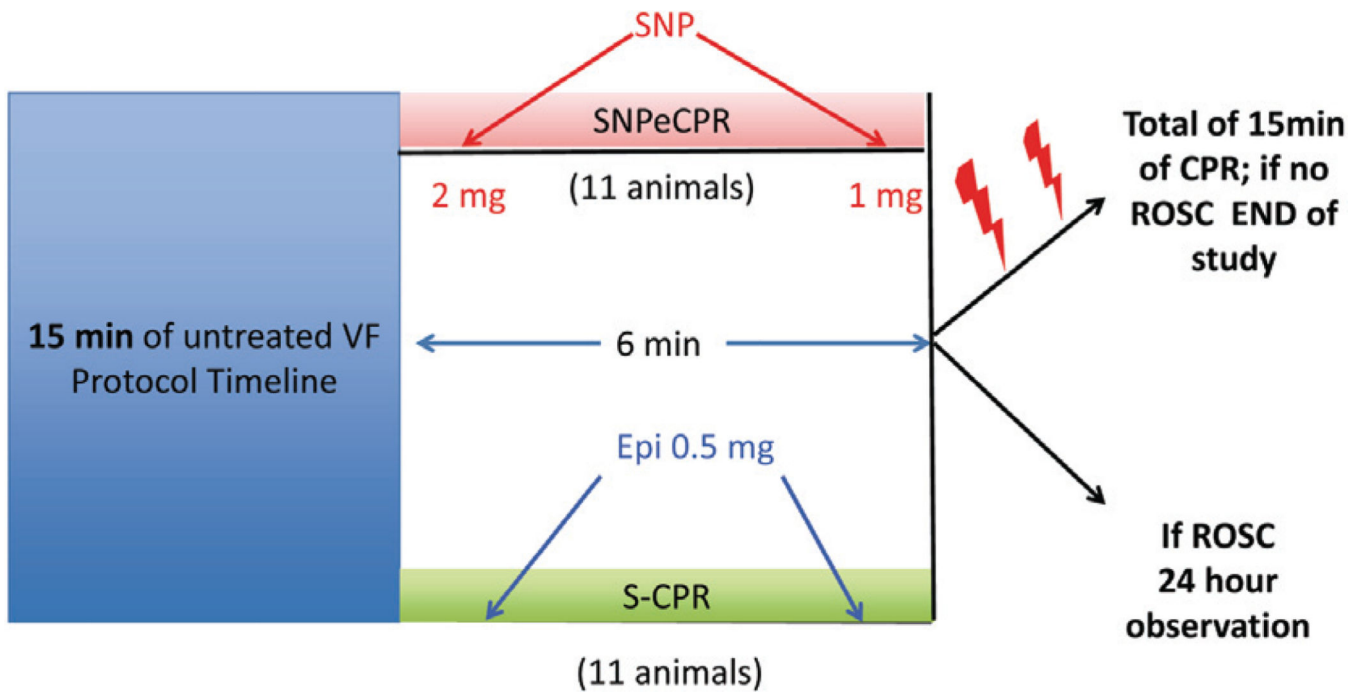 SNP
SNPeCPR
2 mg
(11 animals)
1 mg
15 min of untreated VF
Protocol Timeline
6 min
Epi 0.5 mg
S-CPR
(11 animals)
Total of 15min
of CPR; if no
ROSC END of
study
If ROSC
24 hour
observation